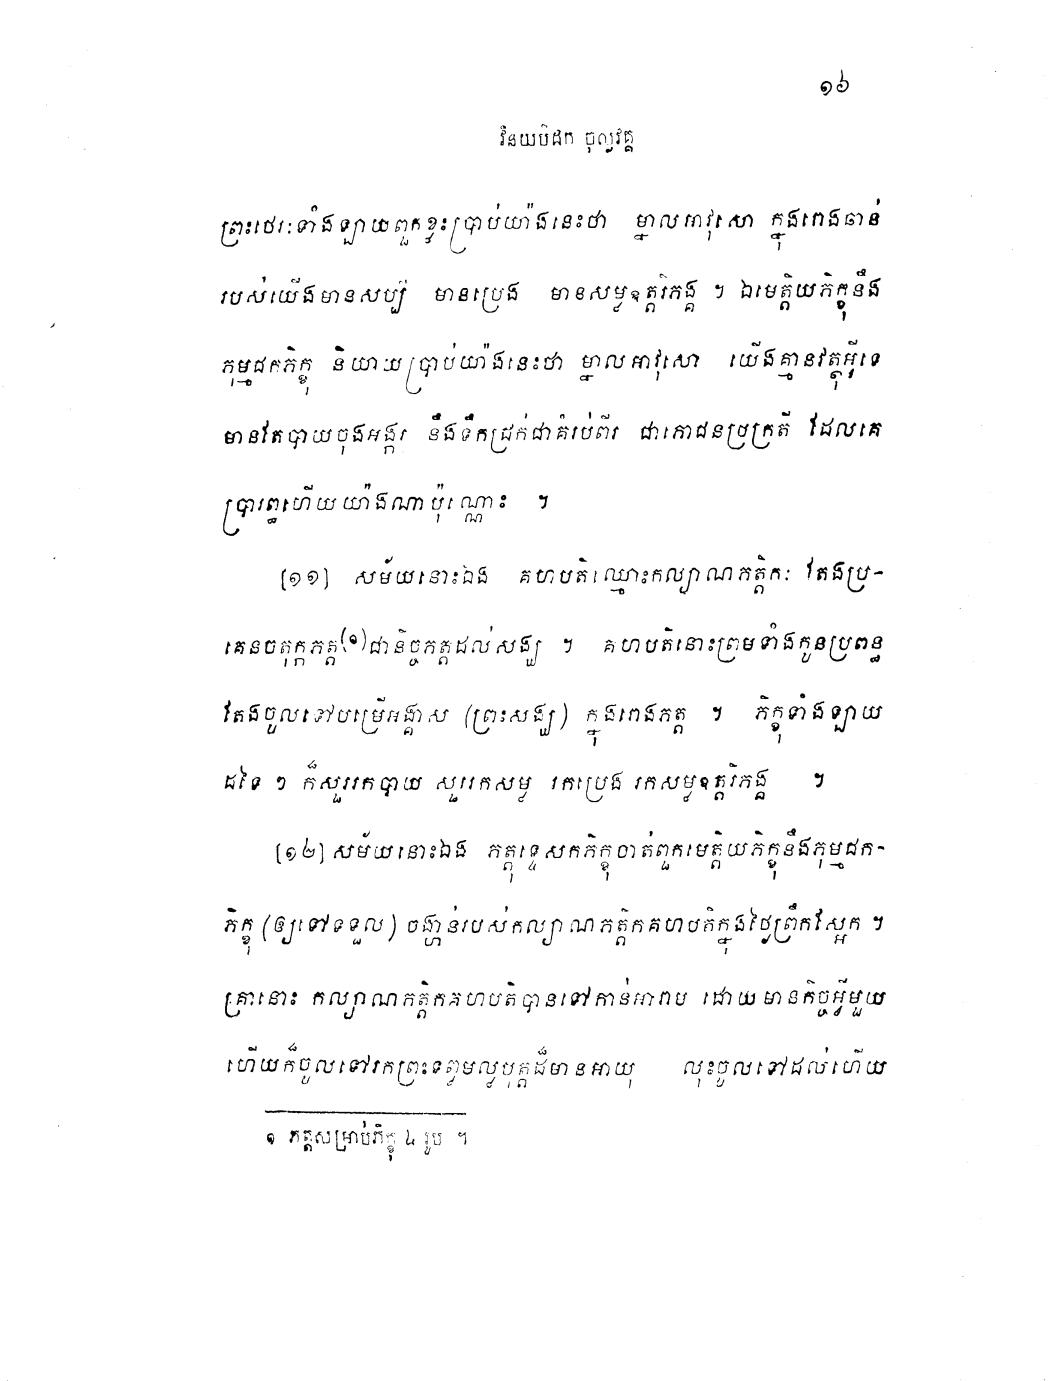 ១៦
វិនយបិដក ចុល្លវគ្គ
ព្រះថេរៈទាំងឡាយពួកខ្លះប្រាប់យ៉ាងនេះថា ម្នាលអាវុសោ ក្នុងរោងឆាន់
របស់យើងមានសប្បិ មានប្រេង មានសម្លឧត្តរិភង្គ ។ ឯមេត្តិយភិក្ខុនឹង
ភុម្មជកភិក្ខុ និយាយប្រាប់យ៉ាងនេះថា ម្នាលអាវុសោ យើងគ្មានវត្ថុអ្វីទេ
មានតែបាយចុងអង្ករ នឹងទឹកជ្រក់ជាគំរប់ពីរ ជាភោជនប្រក្រតី ដែលគេ
ប្រារព្ធហើយយ៉ាងណាប៉ុណ្ណោះ ។
[១១] សម័យនោះឯង គហបតិឈ្មោះកល្យាណភត្តិកៈ តែងប្រ-
គេនចតុក្កភត្ត(១)ជានិច្ចភត្តដល់សង្ឃ ។ គហបតិនោះព្រមទាំងកូនប្រពន្ធ
តែងចូលទៅបម្រើអង្គាស (ព្រះសង្ឃ) ក្នុងរោងភត្ត ។ ភិក្ខុទាំងឡាយ
ដទៃ ៗ ក៏សួររកបាយ សួររកសម្ល រកប្រេង រកសម្លឧត្តរិភង្គ ។
[១២] សម័យនោះឯង ភត្តុទ្ទេសកភិក្ខុចាត់ពួកមេត្តិយភិក្ខុនឹងភុម្មជក-
ភិក្ខុ (ឲ្យទៅទទួល) ចង្ហាន់របស់កល្យាណភត្តិកគហបតិក្នុងថ្ងៃព្រឹកស្អែក ។
គ្រានោះ កល្យាណភត្តិកគហបតិបានទៅកាន់អារាម ដោយមានកិច្ចអ្វីមួយ
ហើយក៏ចូលទៅរកព្រះទព្វមល្លបុត្តដ៏មានអាយុ លុះចូលទៅដល់ហើយ
១ ភត្តសម្រាប់ភិក្ខុ ៤ រូប ។